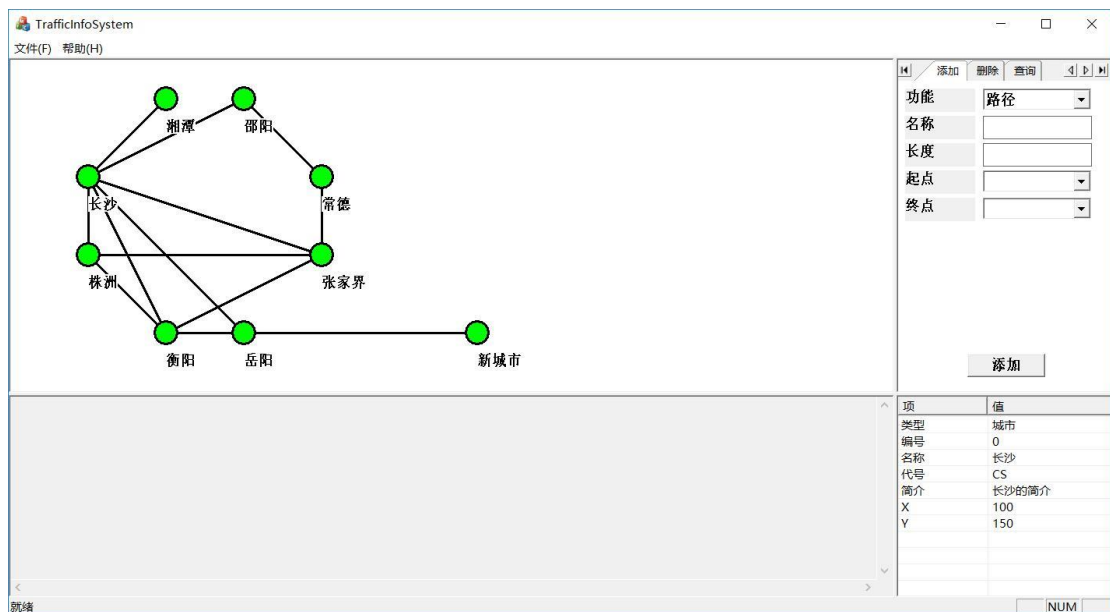 TrafficInfoSystem
文件(F) 帮助(H)
湘潭 邵阳
长沙 常德
株洲 张家界
衡阳 岳阳 新城市
添加 删除 查询
功能 路径
名称
长度
起点
终点
添加
项 值
类型 城市
编号 0
名称 长沙
代号 CS
简介 长沙的简介
X 100
Y 150
就绪 NUM